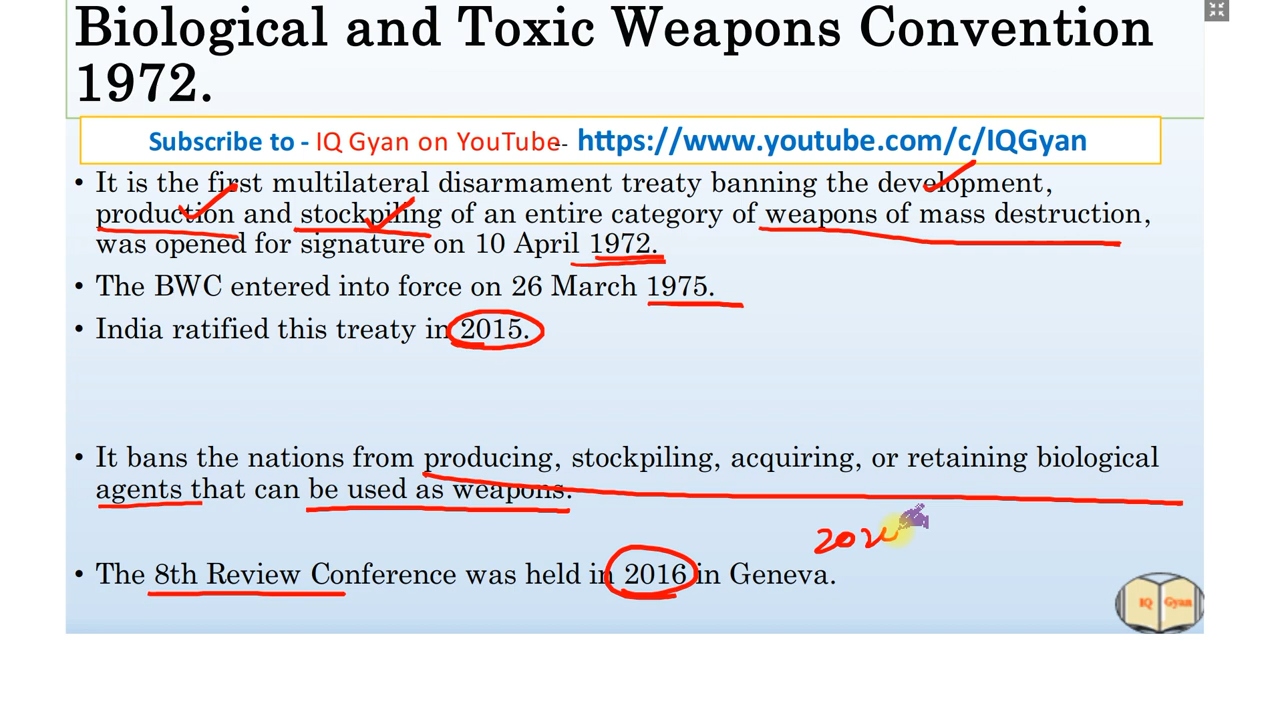 Biological and Toxic Weapons Convention
1972.
Subscribe to - IQ Gyan on YouTube-- https://www.youtube.com/c/IQGyan
• It is the first multilateral disarmament treaty banning the development,
production and stockpiling of an entire category of weapons of mass destruction,
was opened for signature on 10 April 1972.
• The BWC entered into force on 26 March 1975.
• India ratified this treaty in 2015.
• It bans the nations from producing, stockpiling, acquiring, or retaining biological
agents that can be used as weapons.
• The 8th Review Conference was held in 2016 in Geneva.
IQ Gyan